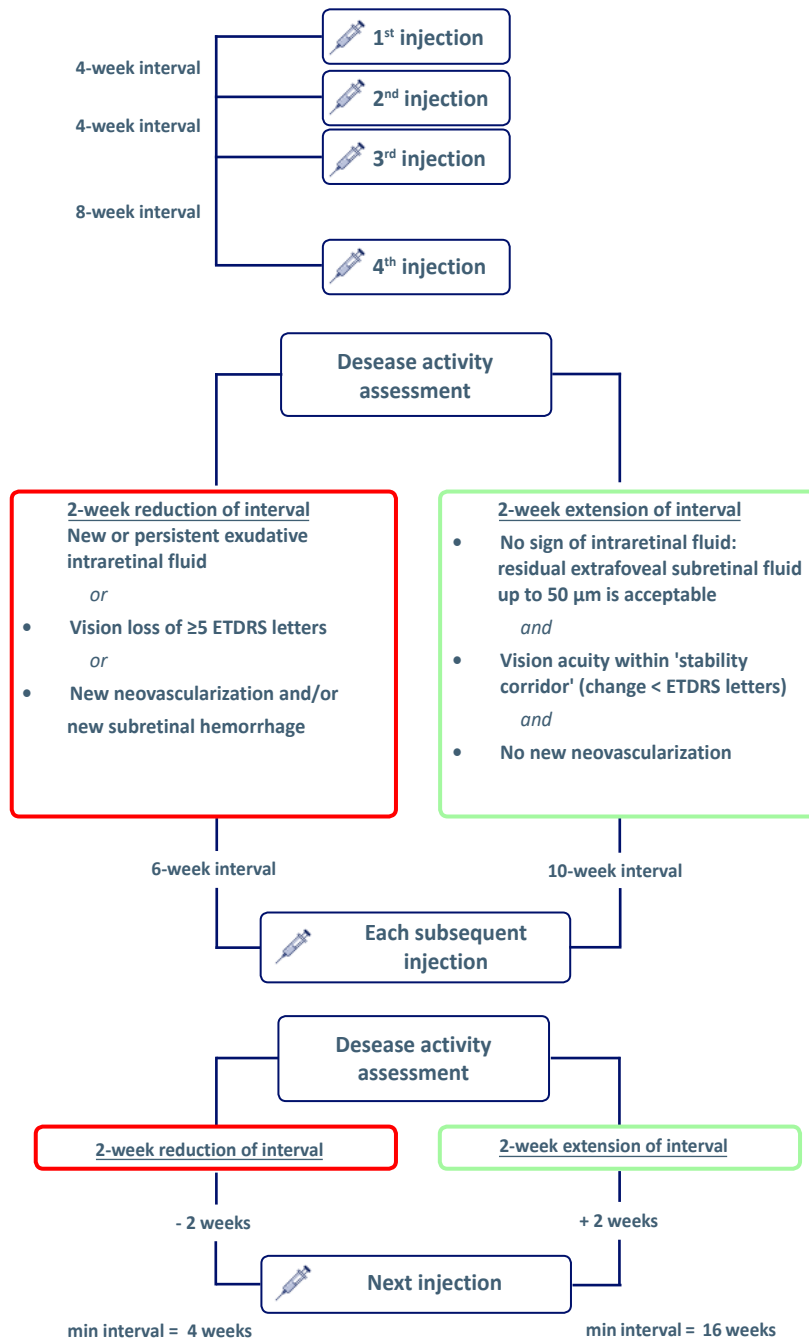 1st injection
4-week interval
2nd injection
4-week interval
3rd injection
8-week interval
4th injection
Desease activity
assessment
2-week reduction of interval
New or persistent exudative
intraretinal fluid
or
• Vision loss of ≥5 ETDRS letters
or
• New neovascularization and/or
new subretinal hemorrhage
2-week extension of interval
• No sign of intraretinal fluid:
residual extrafoveal subretinal fluid
up to 50 µm is acceptable
and
• Vision acuity within 'stability
corridor' (change < ETDRS letters)
and
• No new neovascularization
6-week interval
10-week interval
Each subsequent
injection
Desease activity
assessment
2-week reduction of interval
2-week extension of interval
- 2 weeks
+ 2 weeks
Next injection
min interval = 4 weeks
min interval = 16 weeks